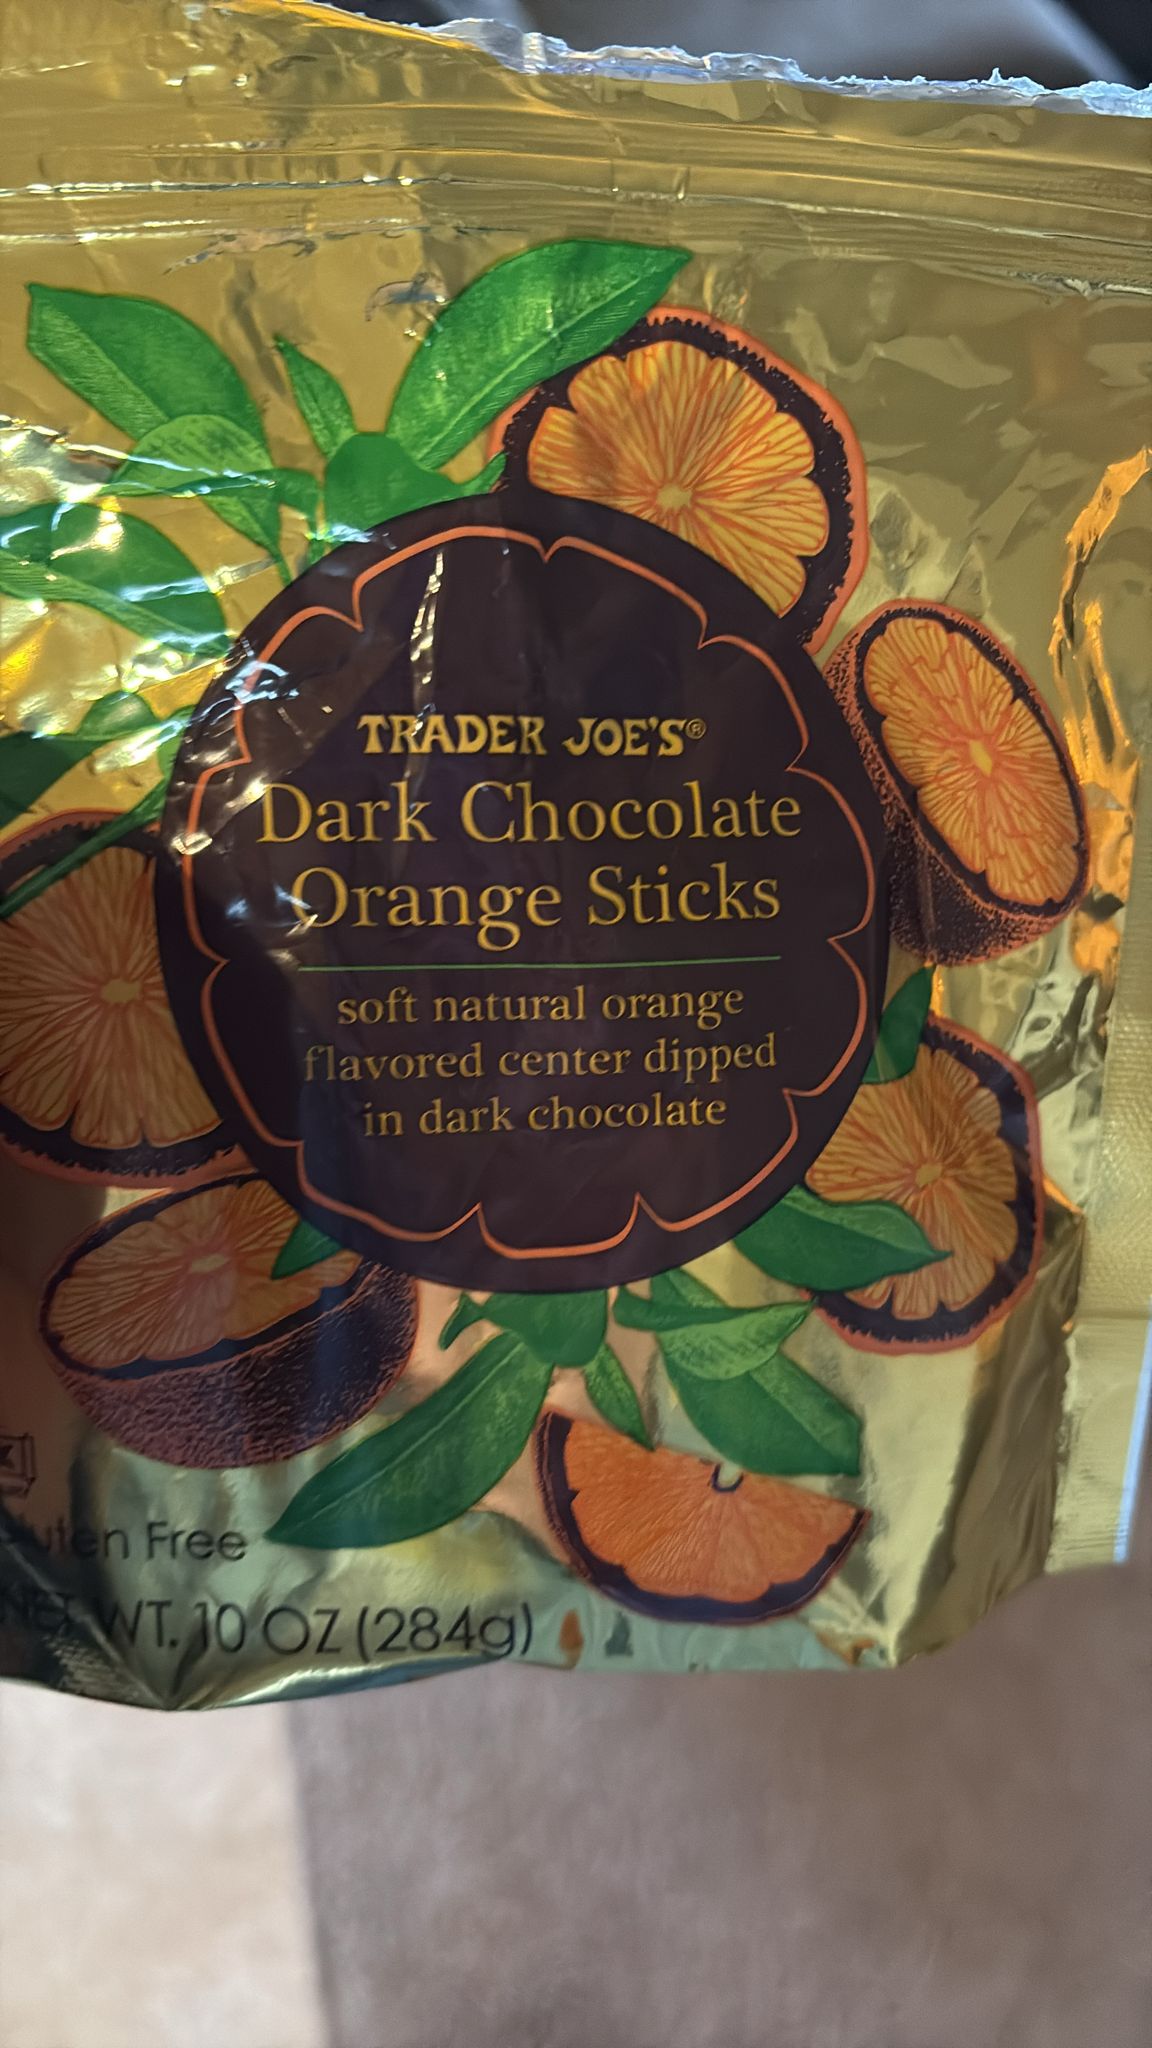 TRADER JOE'S®
Dark Chocolate
Orange Sticks
soft natural orange
flavored center dipped
in dark chocolate
Gluten Free
NET WT. 10 OZ (284g)